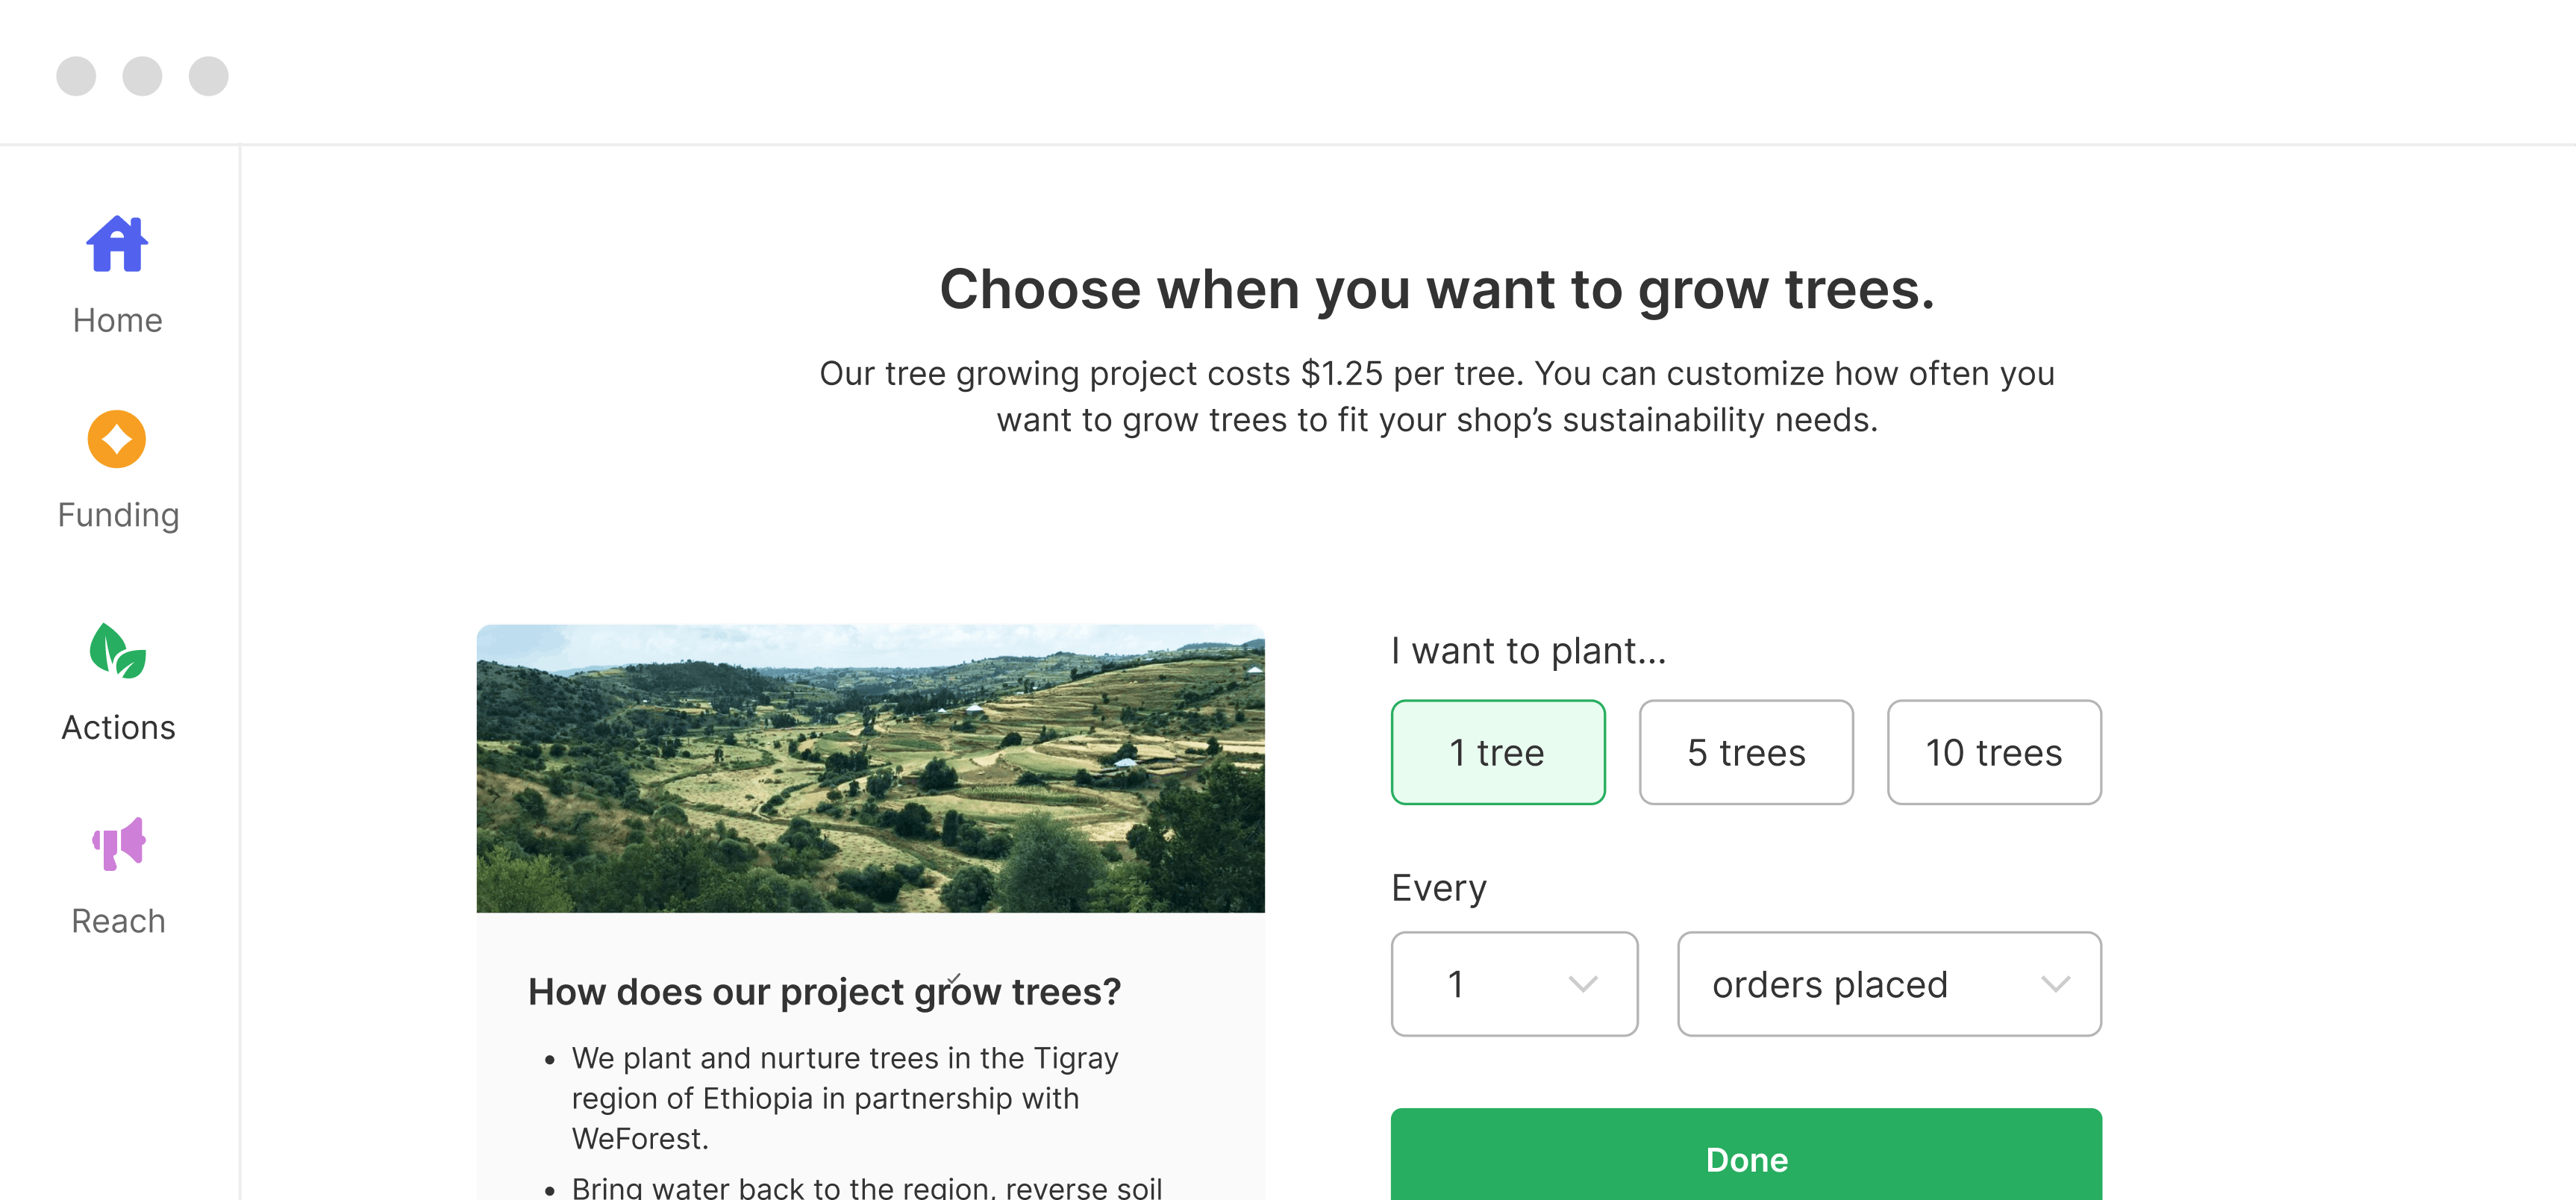 Home
Funding
Actions
Reach
Choose when you want to grow trees.
Our tree growing project costs $1.25 per tree. You can customize how often you
want to grow trees to fit your shop’s sustainability needs.
How does our project grow trees?
• We plant and nurture trees in the Tigray
region of Ethiopia in partnership with
WeForest.
• Bring water back to the region, reverse soil
I want to plant...
1 tree
5 trees
10 trees
Every
1
orders placed
Done